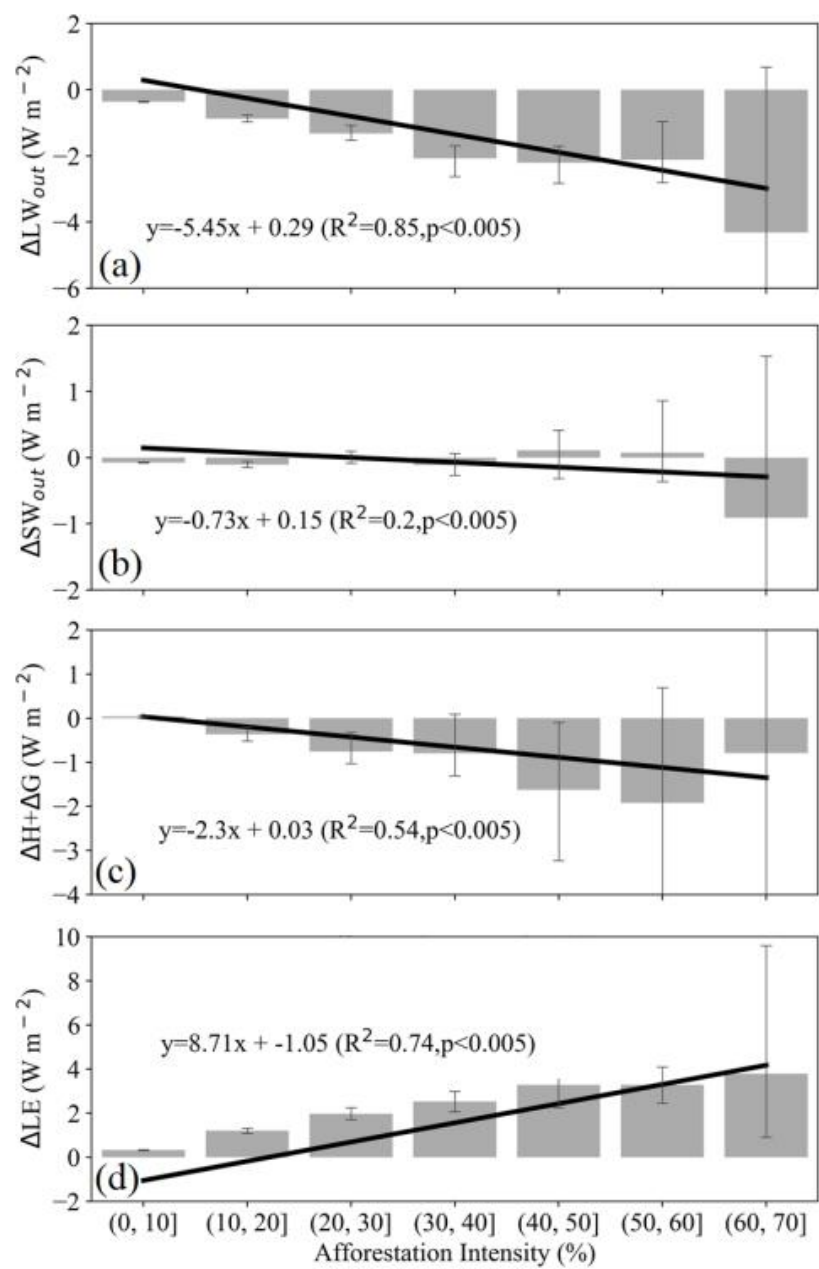 2
0
−2
−4
−6
ΔLW_out (W m⁻²)
y=-5.45x + 0.29 (R²=0.85,p<0.005)
(a)
2
1
0
−1
−2
ΔSW_out (W m⁻²)
y=-0.73x + 0.15 (R²=0.2,p<0.005)
(b)
2
1
0
−1
−2
−3
−4
ΔH+ΔG (W m⁻²)
y=-2.3x + 0.03 (R²=0.54,p<0.005)
(c)
10
8
6
4
2
0
−2
ΔLE (W m⁻²)
y=8.71x + -1.05 (R²=0.74,p<0.005)
(d)
(0, 10] (10, 20] (20, 30] (30, 40] (40, 50] (50, 60] (60, 70]
Afforestation Intensity (%)